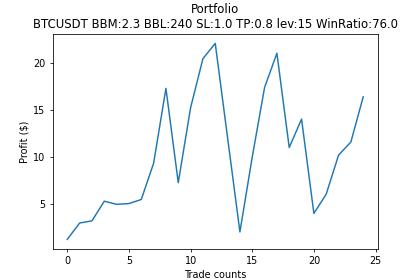 Portfolio
BTCUSDT BBM:2.3 BBL:240 SL:1.0 TP:0.8 lev:15 WinRatio:76.0
Profit ($)
20
15
10
5
0 5 10 15 20 25
Trade counts